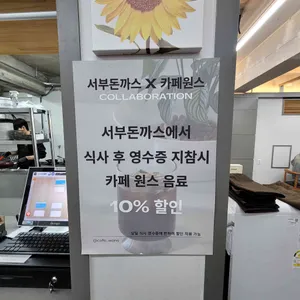 서부돈까스 X 카페원스
COLLABORATION
서부돈까스에서
식사 후 영수증 지참시
카페 원스 음료
10% 할인